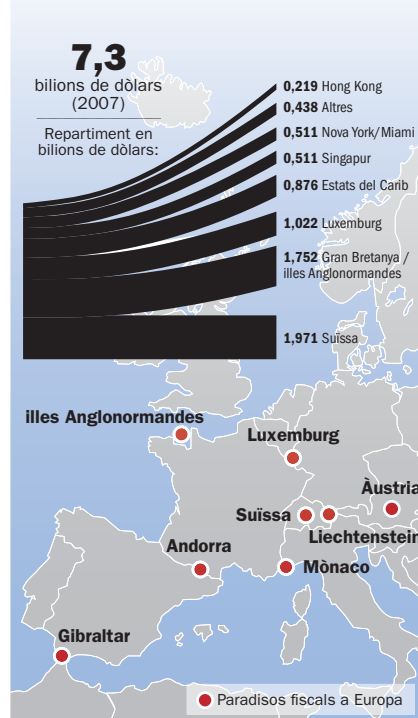 7,3
bilions de dòlars
(2007)
Repartiment en
bilions de dòlars:
0,219 Hong Kong
0,438 Altres
0,511 Nova York/Miami
0,511 Singapur
0,876 Estats del Carib
1,022 Luxemburg
1,752 Gran Bretanya /
illes Anglonormandes
1,971 Suïssa
illes Anglonormandes
Luxemburg
Àustria
Suïssa
Liechtenstein
Andorra
Mònaco
Gibraltar
Paradisos fiscals a Europa